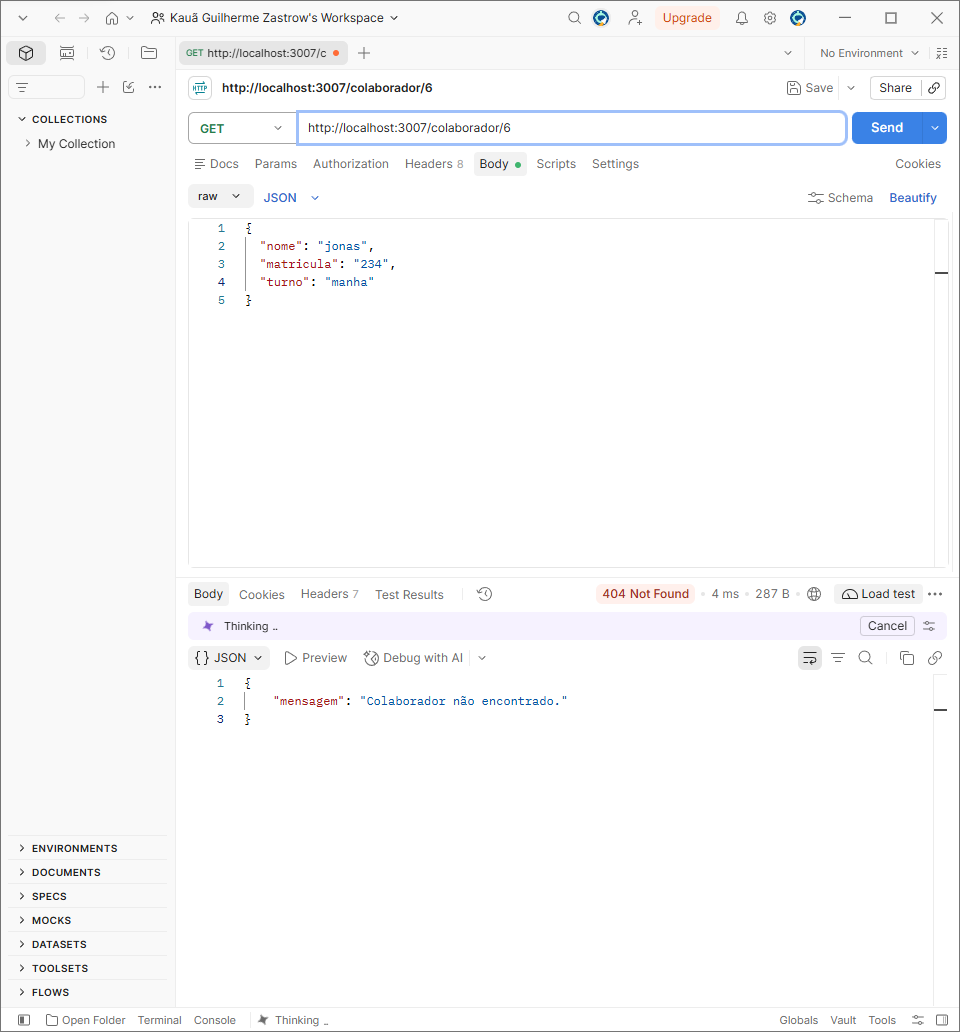 Kauã Guilherme Zastrow's Workspace
Upgrade
GET http://localhost:3007/c
No Environment
HTTP http://localhost:3007/colaborador/6
Save
Share
COLLECTIONS
My Collection
GET
http://localhost:3007/colaborador/6
Send
Docs
Params
Authorization
Headers 8
Body
Scripts
Settings
Cookies
raw
JSON
Schema
Beautify
1 {
2 "nome": "jonas",
3 "matricula": "234",
4 "turno": "manha"
5 }
Body
Cookies
Headers 7
Test Results
404 Not Found
4 ms
287 B
Load test
Thinking ..
Cancel
{} JSON
Preview
Debug with AI
1 {
2 "mensagem": "Colaborador não encontrado."
3 }
ENVIRONMENTS
DOCUMENTS
SPECS
MOCKS
DATASETS
TOOLSETS
FLOWS
Open Folder
Terminal
Console
Thinking ..
Globals
Vault
Tools